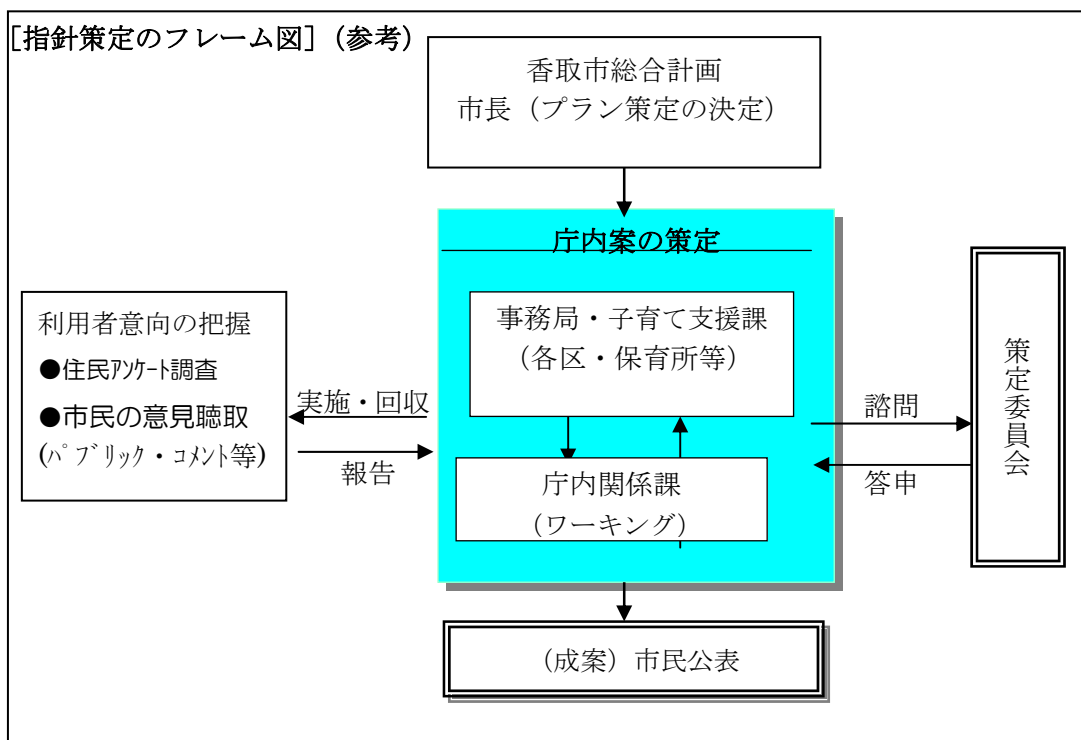 ［指針策定のフレーム図］（参考）
香取市総合計画
市長（プラン策定の決定）
庁内案の策定
事務局・子育て支援課
（各区・保育所等）
庁内関係課
（ワーキング）
利用者意向の把握
●住民ｱﾝｹｰﾄ調査
●市民の意見聴取
(ﾊﾟﾌﾞﾘｯｸ・ｺﾒﾝﾄ等)
実施・回収
報告
諮問
答申
策定委員会
（成案）市民公表